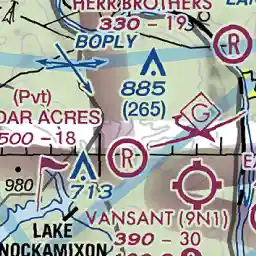 HERR BROTHERS
330 - 19
BOPLY
R
885
(265)
(Pvt)
DAR ACRES
500 - 18
G
R
980
713
VANSANT (9N1)
LAKE
NOCKAMIXON
390 - 30